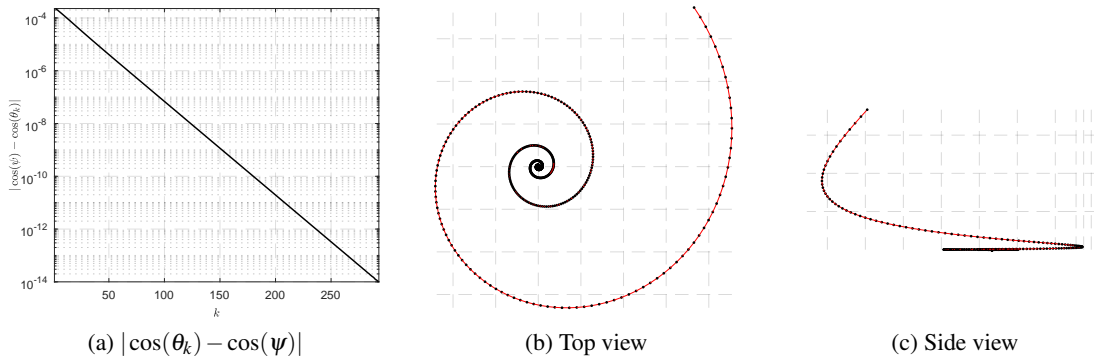 10^-4
10^-6
10^-8
10^-10
10^-12
10^-14
| cos(ψ) − cos(θ_k)|
50
100
150
200
250
k
(a) | cos(θ_k) − cos(ψ)|
(b) Top view
(c) Side view